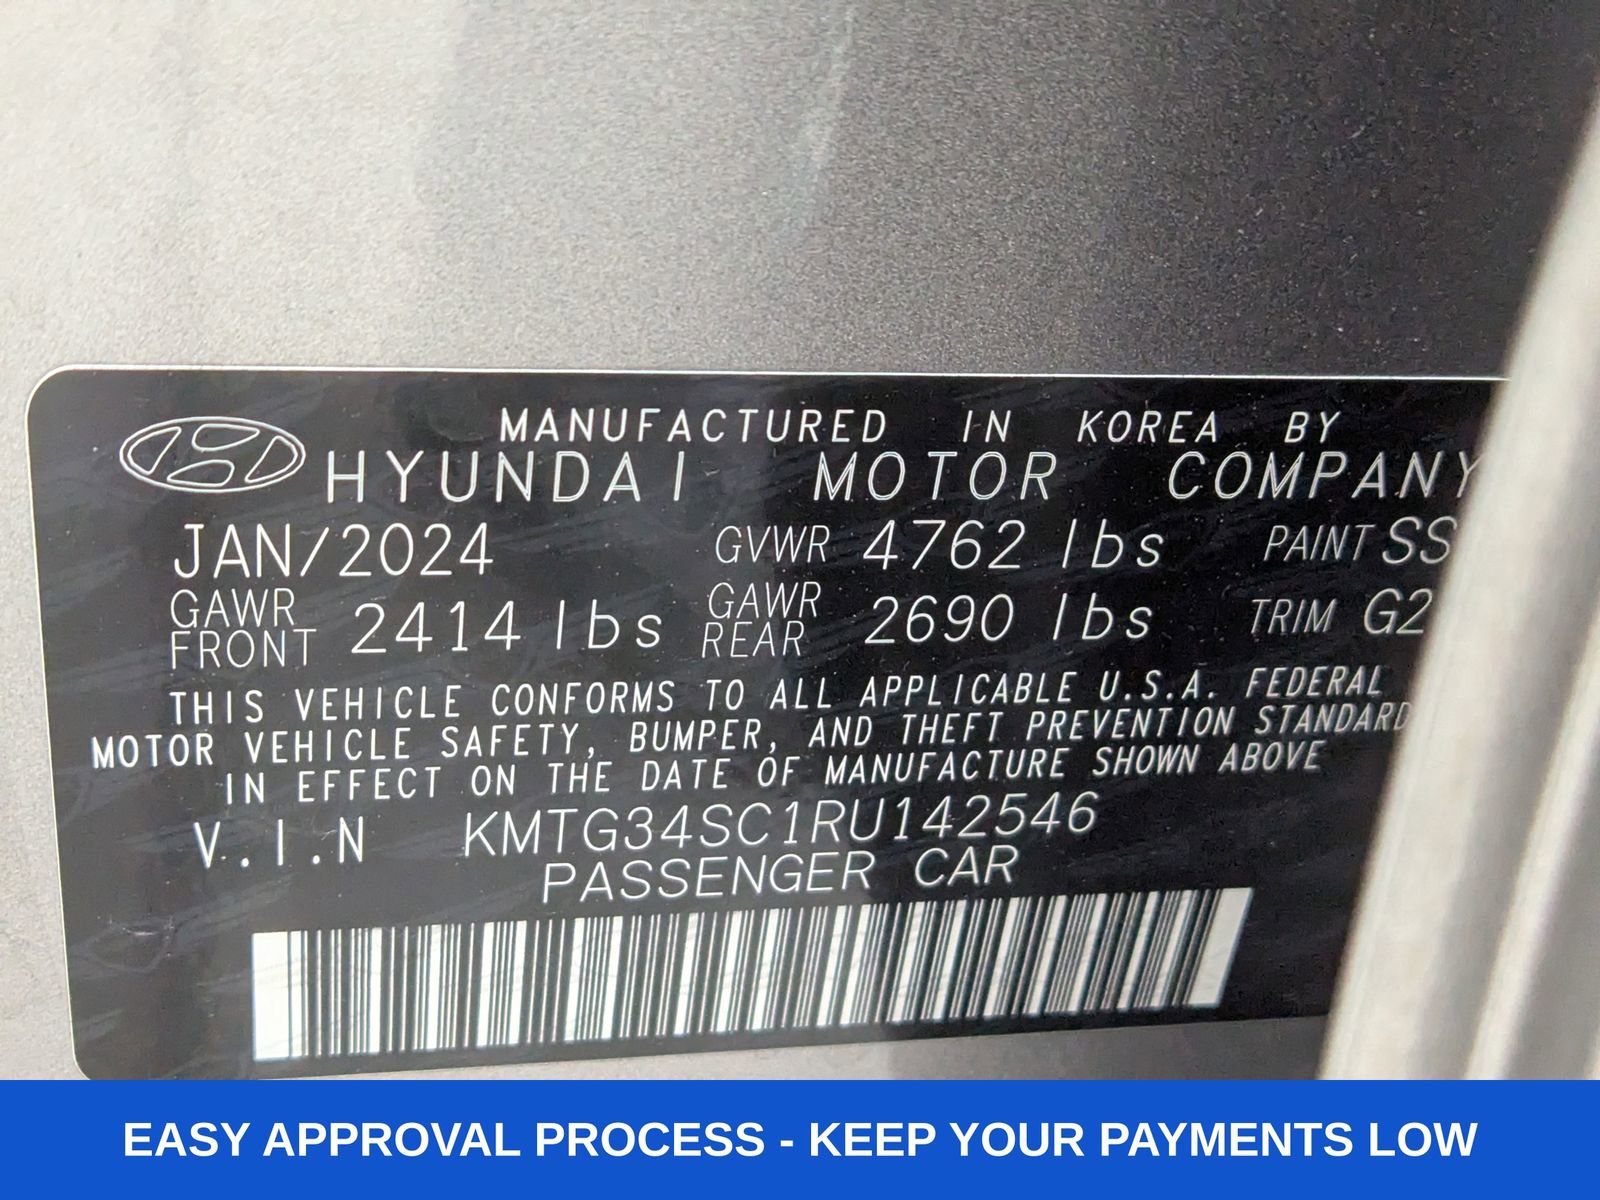 MANUFACTURED IN KOREA BY
HYUNDAI MOTOR COMPANY
JAN/2024 GVWR 4762 lbs PAINT SS
GAWR FRONT 2414 lbs GAWR REAR 2690 lbs TRIM G2
THIS VEHICLE CONFORMS TO ALL APPLICABLE U.S.A. FEDERAL
MOTOR VEHICLE SAFETY, BUMPER, AND THEFT PREVENTION STANDARD
IN EFFECT ON THE DATE OF MANUFACTURE SHOWN ABOVE
V.I.N KMTG34SC1RU142546
PASSENGER CAR
EASY APPROVAL PROCESS - KEEP YOUR PAYMENTS LOW